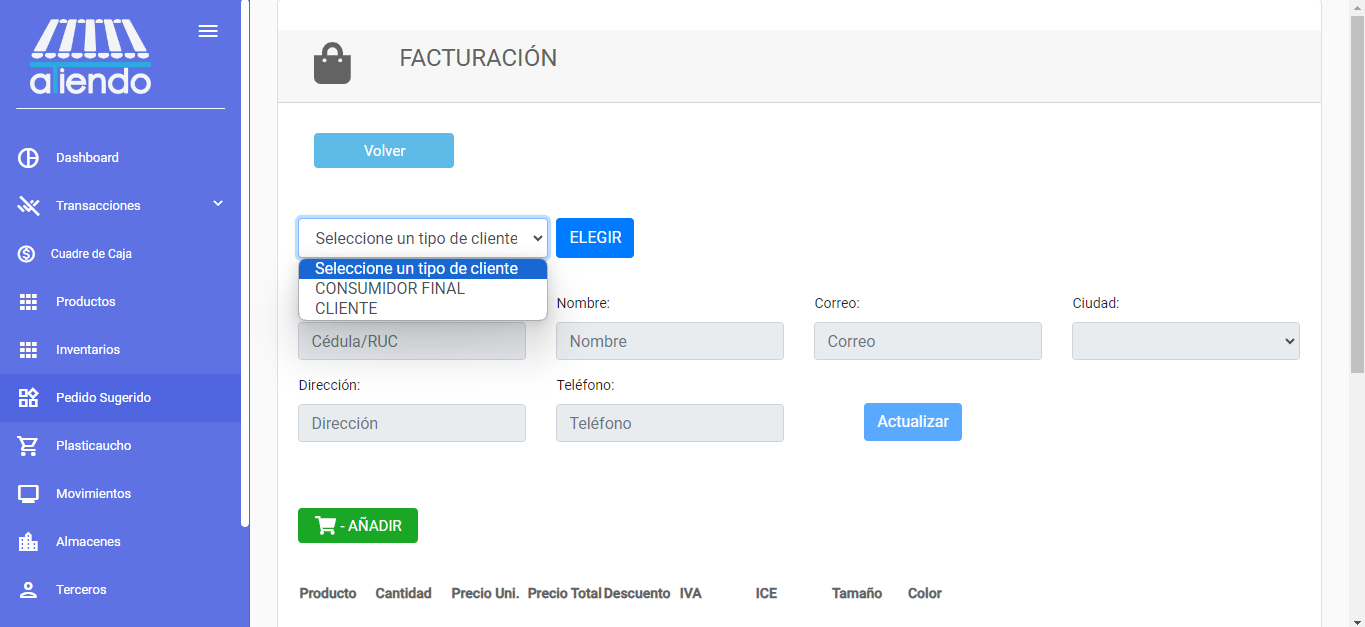 atiendo
Dashboard
Transacciones
Cuadre de Caja
Productos
Inventarios
Pedido Sugerido
Plasticaucho
Movimientos
Almacenes
Terceros
FACTURACIÓN
Volver
Seleccione un tipo de cliente
ELEGIR
Seleccione un tipo de cliente
CONSUMIDOR FINAL
CLIENTE
Nombre:
Correo:
Ciudad:
Cédula/RUC
Nombre
Correo
Dirección:
Teléfono:
Dirección
Teléfono
Actualizar
- AÑADIR
Producto Cantidad Precio Uni. Precio Total Descuento IVA ICE Tamaño Color